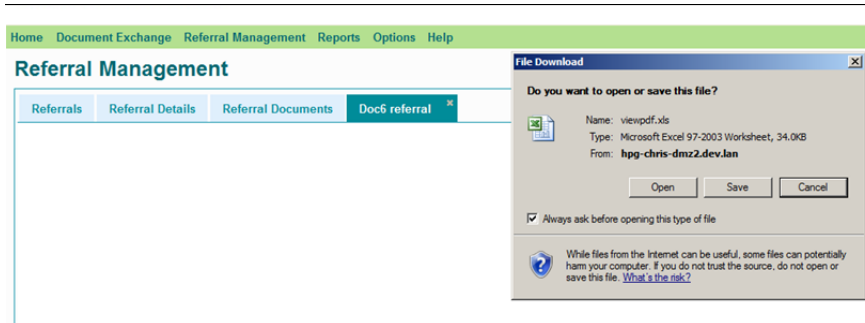 Home Document Exchange Referral Management Reports Options Help
Referral Management
Referrals Referral Details Referral Documents Doc6 referral ×
File Download
Do you want to open or save this file?
Name: viewpdf.xls
Type: Microsoft Excel 97-2003 Worksheet, 34.0KB
From: hpg-chris-dmz2.dev.lan
Open Save Cancel
Always ask before opening this type of file
While files from the Internet can be useful, some files can potentially
harm your computer. If you do not trust the source, do not open or
save this file. What's the risk?